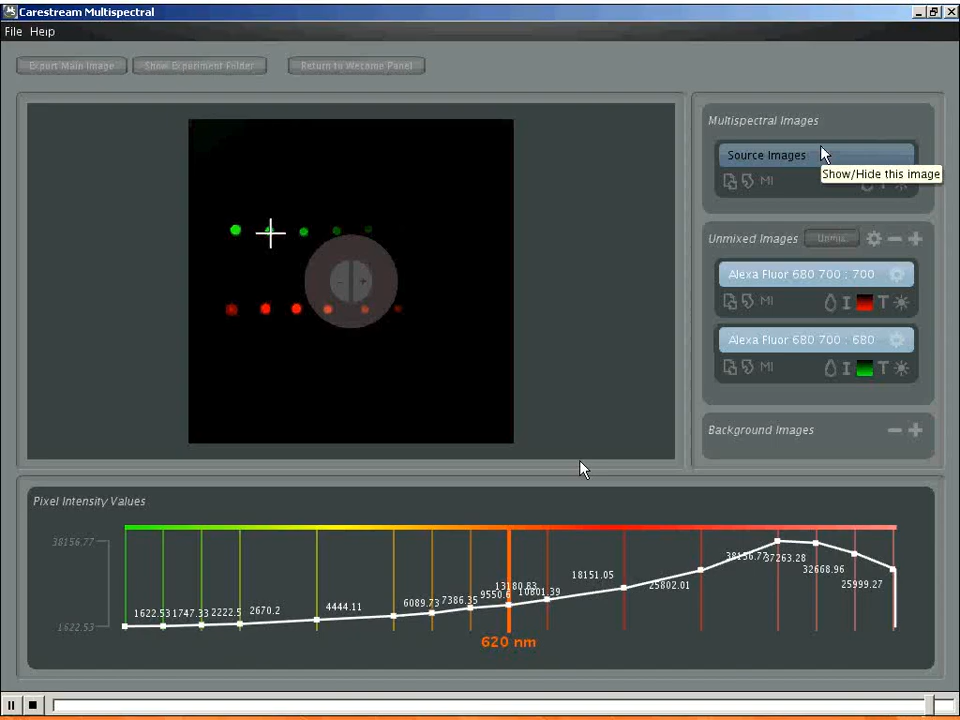 Carestream Multispectral
File Help
Export Main Image Show Experiment Folder Return to Welcome Panel
Multispectral Images
Source Images
Show/Hide this image
MI
Unmixed Images Unmix
Alexa Fluor 680 700 : 700
MI I T
Alexa Fluor 680 700 : 680
MI I T
Background Images
Pixel Intensity Values
38156.77
1622.53
1622.53 1747.33 2222.5 2670.2 4444.11 6089.73 7386.35 9550.6 13180.83 10801.39 18151.05 25802.01 38156.77 37263.28 32668.96 25999.27
620 nm